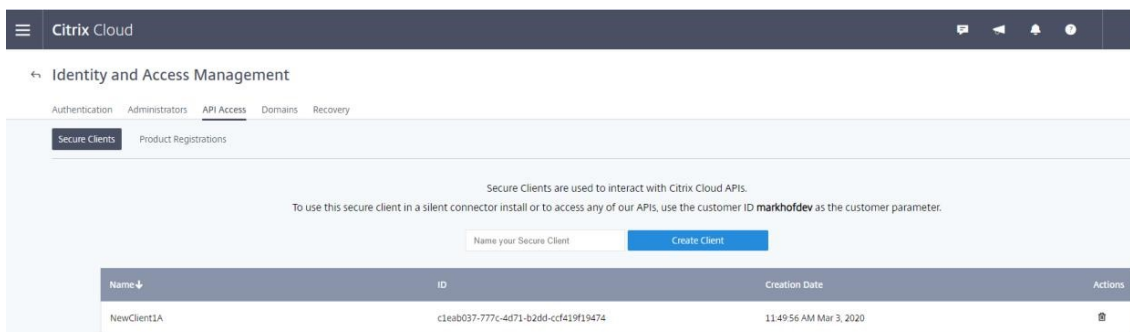 Citrix Cloud
Identity and Access Management
Authentication Administrators API Access Domains Recovery
Secure Clients Product Registrations
Secure Clients are used to interact with Citrix Cloud APIs.
To use this secure client in a silent connector install or to access any of our APIs, use the customer ID markhofdev as the customer parameter.
Name your Secure Client Create Client
Name ID Creation Date Actions
NewClient1A c1eab037-777c-4d71-b2dd-ccf419f19474 11:49:56 AM Mar 3, 2020